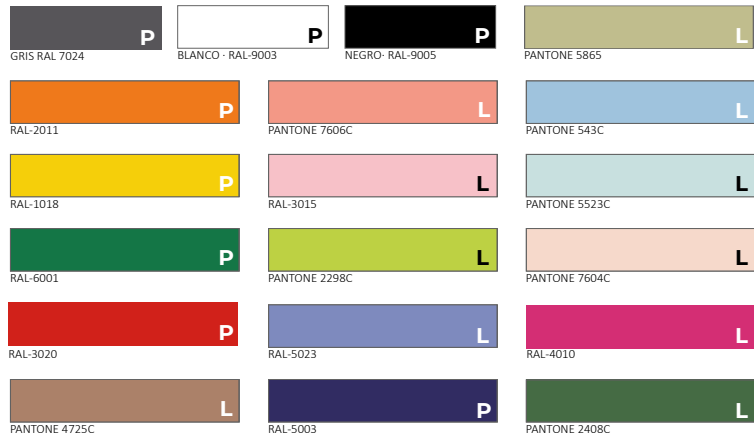 P P P L
GRIS RAL 7024 BLANCO · RAL-9003 NEGRO· RAL-9005 PANTONE 5865
P L L
RAL-2011 PANTONE 7606C PANTONE 543C
P L L
RAL-1018 RAL-3015 PANTONE 5523C
P L L
RAL-6001 PANTONE 2298C PANTONE 7604C
P L L
RAL-3020 RAL-5023 RAL-4010
L P L
PANTONE 4725C RAL-5003 PANTONE 2408C